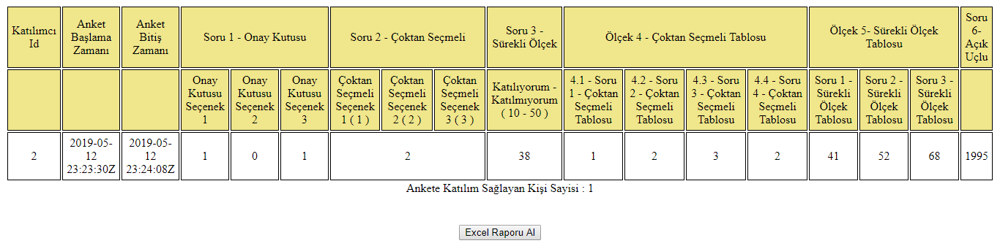 Katılımcı Id
Anket Başlama Zamanı
Anket Bitiş Zamanı
Soru 1 - Onay Kutusu
Soru 2 - Çoktan Seçmeli
Soru 3 - Sürekli Ölçek
Ölçek 4 - Çoktan Seçmeli Tablosu
Ölçek 5- Sürekli Ölçek Tablosu
Soru 6- Açık Uçlu
Onay Kutusu Seçenek 1
Onay Kutusu Seçenek 2
Onay Kutusu Seçenek 3
Çoktan Seçmeli Seçenek 1 ( 1 )
Çoktan Seçmeli Seçenek 2 ( 2 )
Çoktan Seçmeli Seçenek 3 ( 3 )
Katılıyorum - Katılmıyorum ( 10 - 50 )
4.1 - Soru 1 - Çoktan Seçmeli Tablosu
4.2 - Soru 2 - Çoktan Seçmeli Tablosu
4.3 - Soru 3 - Çoktan Seçmeli Tablosu
4.4 - Soru 4 - Çoktan Seçmeli Tablosu
Soru 1 - Sürekli Ölçek Tablosu
Soru 2 - Sürekli Ölçek Tablosu
Soru 3 - Sürekli Ölçek Tablosu
2
2019-05-12 23:23:30Z
2019-05-12 23:24:08Z
1
0
1
2
38
1
2
3
2
41
52
68
1995
Ankete Katılım Sağlayan Kişi Sayisi : 1
Excel Raporu Al